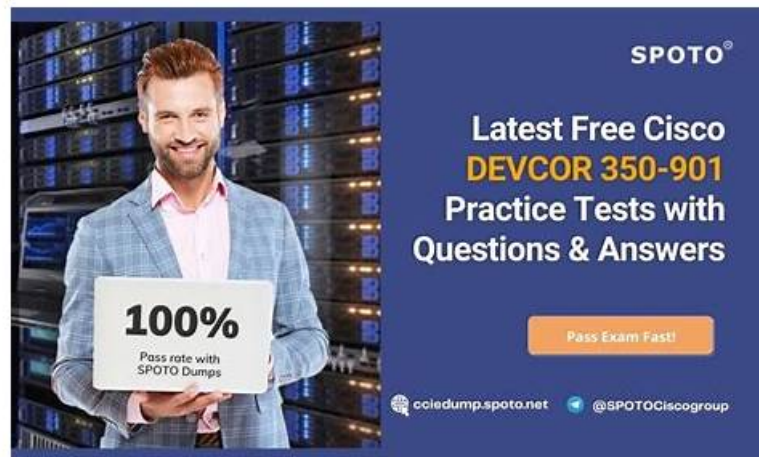 SPOTO®
Latest Free Cisco
DEVCOR 350-901
Practice Tests with
Questions & Answers
100%
Pass rate with
SPOTO Dumps
Pass Exam Fast!
cciedump.spoto.net @SPOTOCiscogroup